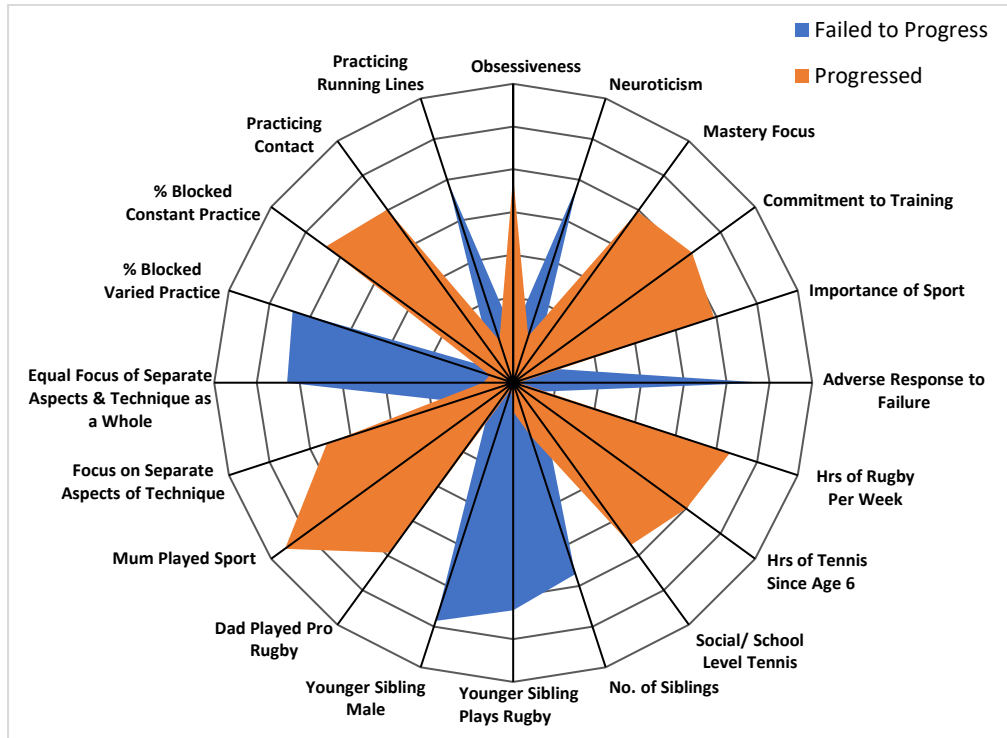 Failed to Progress
Progressed
Obsessiveness
Neuroticism
Mastery Focus
Commitment to Training
Importance of Sport
Adverse Response to
Failure
Hrs of Rugby
Per Week
Hrs of Tennis
Since Age 6
Social/ School
Level Tennis
No. of Siblings
Younger Sibling
Plays Rugby
Younger Sibling
Male
Dad Played Pro
Rugby
Mum Played Sport
Focus on Separate
Aspects of Technique
Equal Focus of Separate
Aspects & Technique as
a Whole
% Blocked
Varied Practice
% Blocked
Constant Practice
Practicing
Contact
Practicing
Running Lines